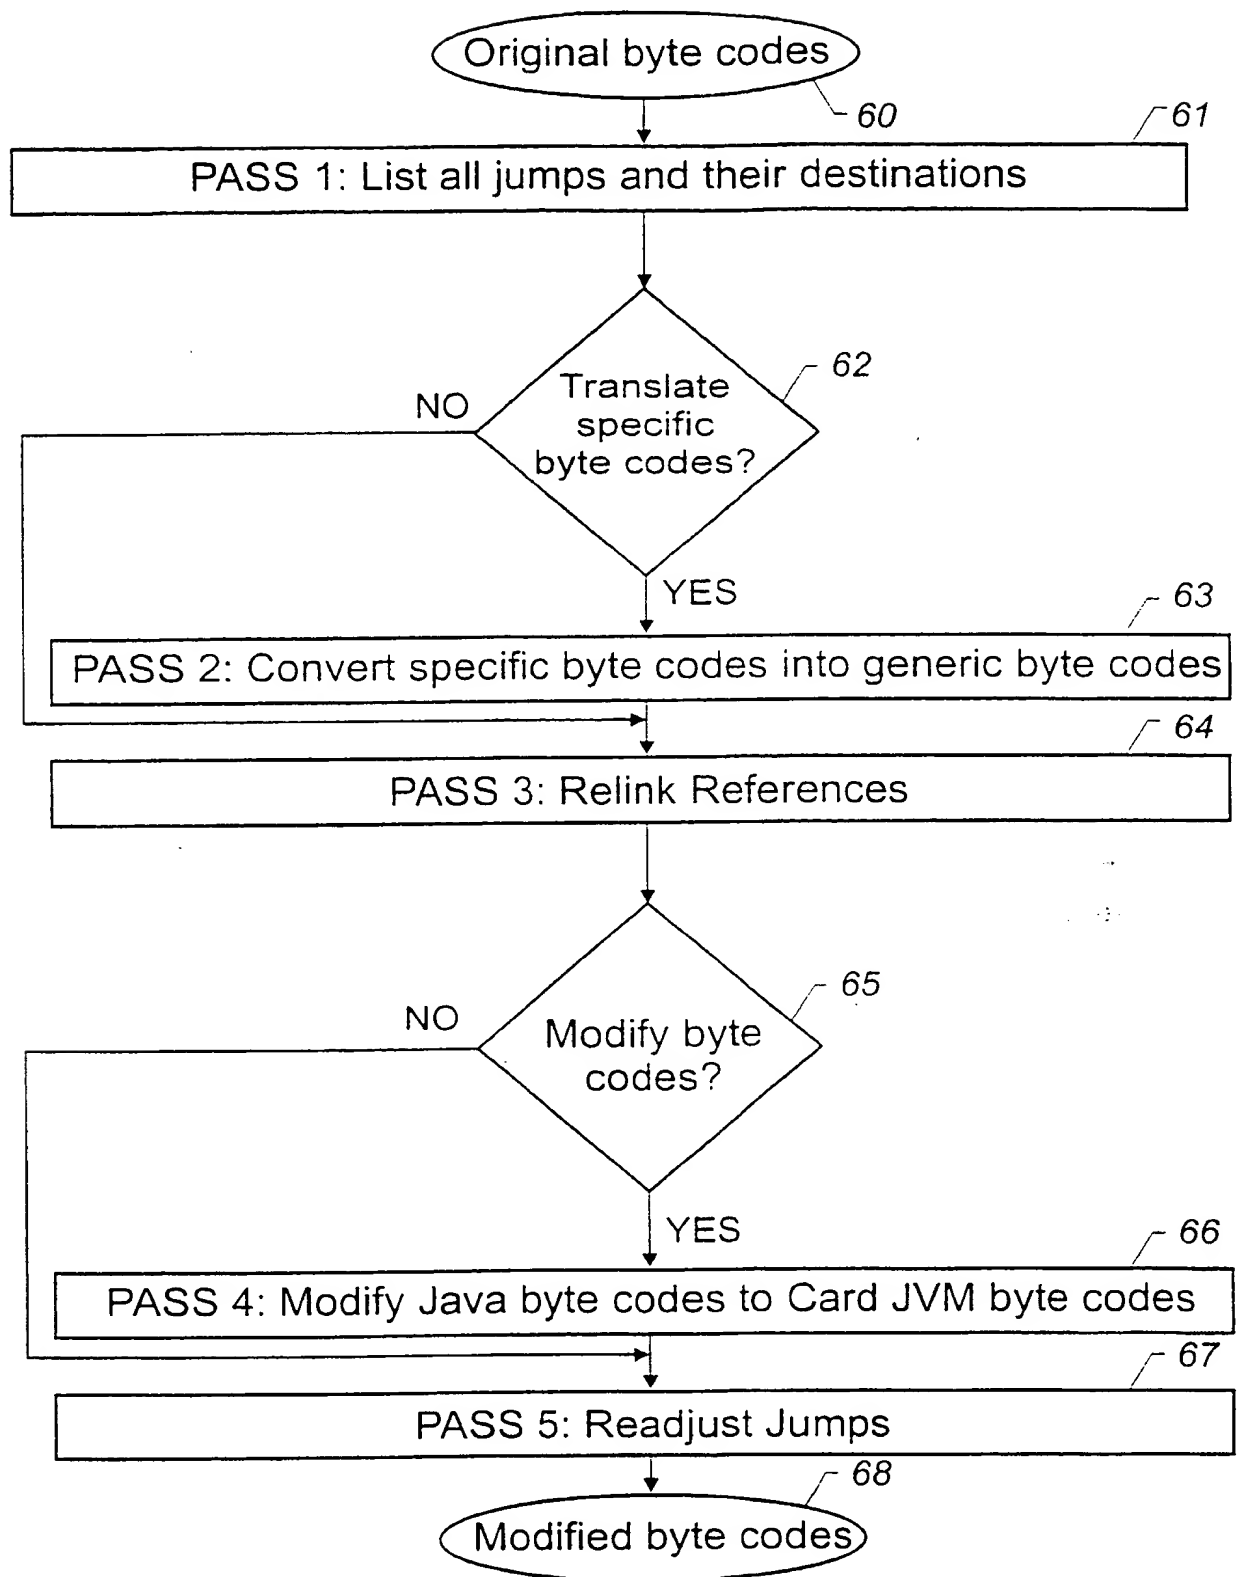 Original byte codes
60
61
PASS 1: List all jumps and their destinations
62
Translate
specific
byte codes?
NO
YES
63
PASS 2: Convert specific byte codes into generic byte codes
64
PASS 3: Relink References
65
NO
Modify byte
codes?
YES
66
PASS 4: Modify Java byte codes to Card JVM byte codes
67
PASS 5: Readjust Jumps
68
Modified byte codes